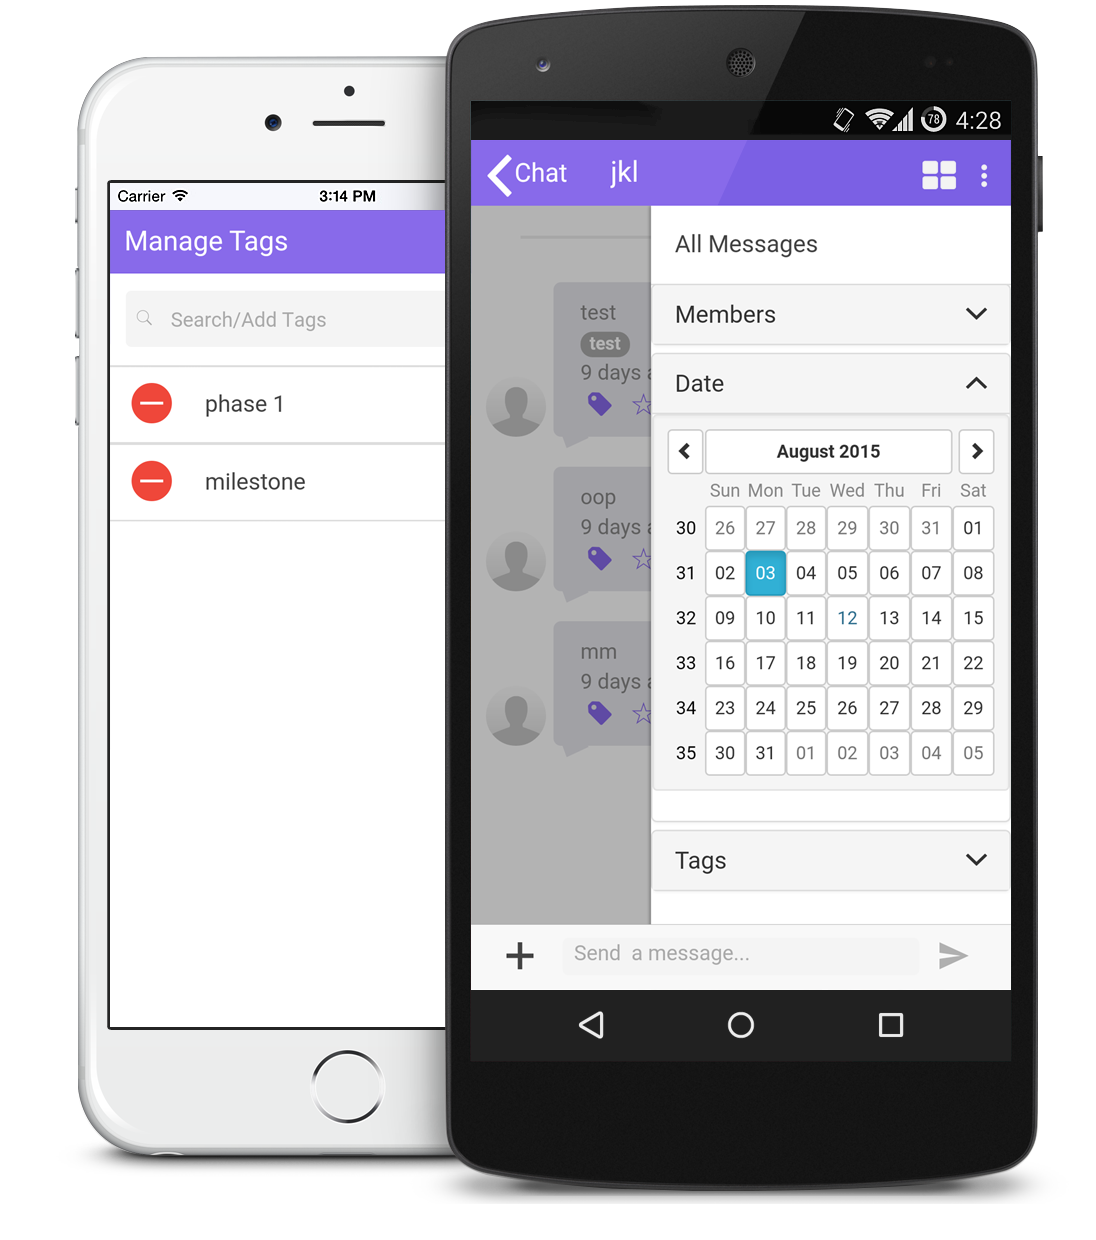 Carrier 3:14 PM
Manage Tags
Search/Add Tags
phase 1
milestone
78 4:28
Chat jkl
test
test
9 days
oop
9 days
mm
9 days
All Messages
Members
Date
August 2015
Sun Mon Tue Wed Thu Fri Sat
30 26 27 28 29 30 31 01
31 02 03 04 05 06 07 08
32 09 10 11 12 13 14 15
33 16 17 18 19 20 21 22
34 23 24 25 26 27 28 29
35 30 31 01 02 03 04 05
Tags
Send a message...